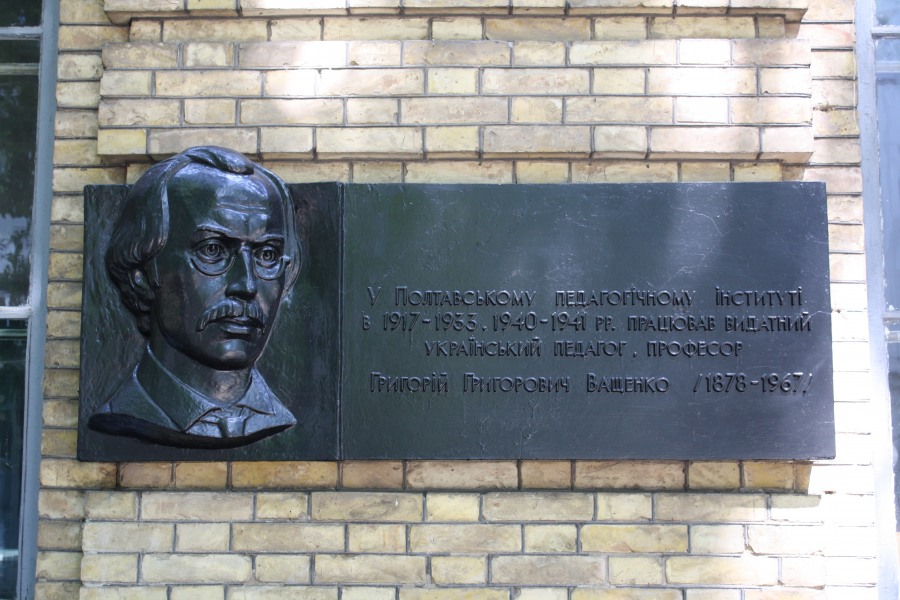 У Полтавському педагогічному інституті
в 1917-1933, 1940-1941 рр. працював видатний
український педагог, професор
Григорій Григорович Ващенко /1878-1967/